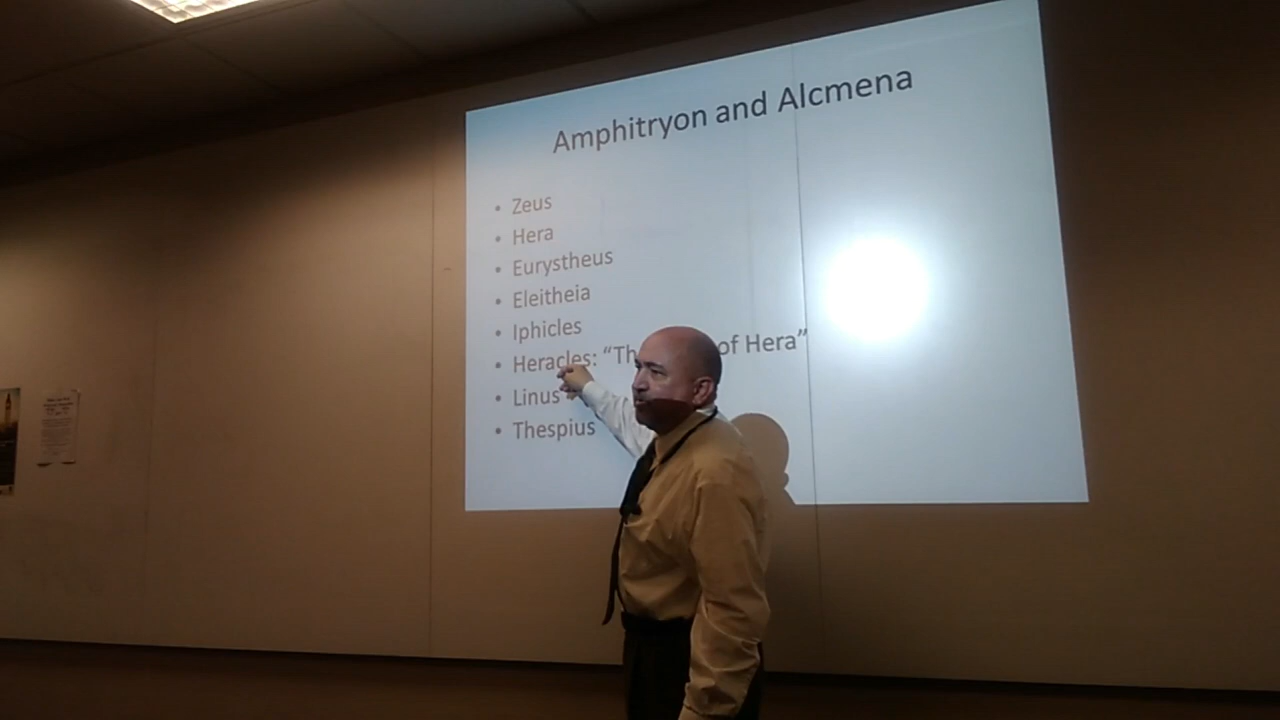 Amphitryon and Alcmena
• Zeus
• Hera
• Eurystheus
• Eleitheia
• Iphicles
• Heracles: “Th of Hera”
• Linus
• Thespius